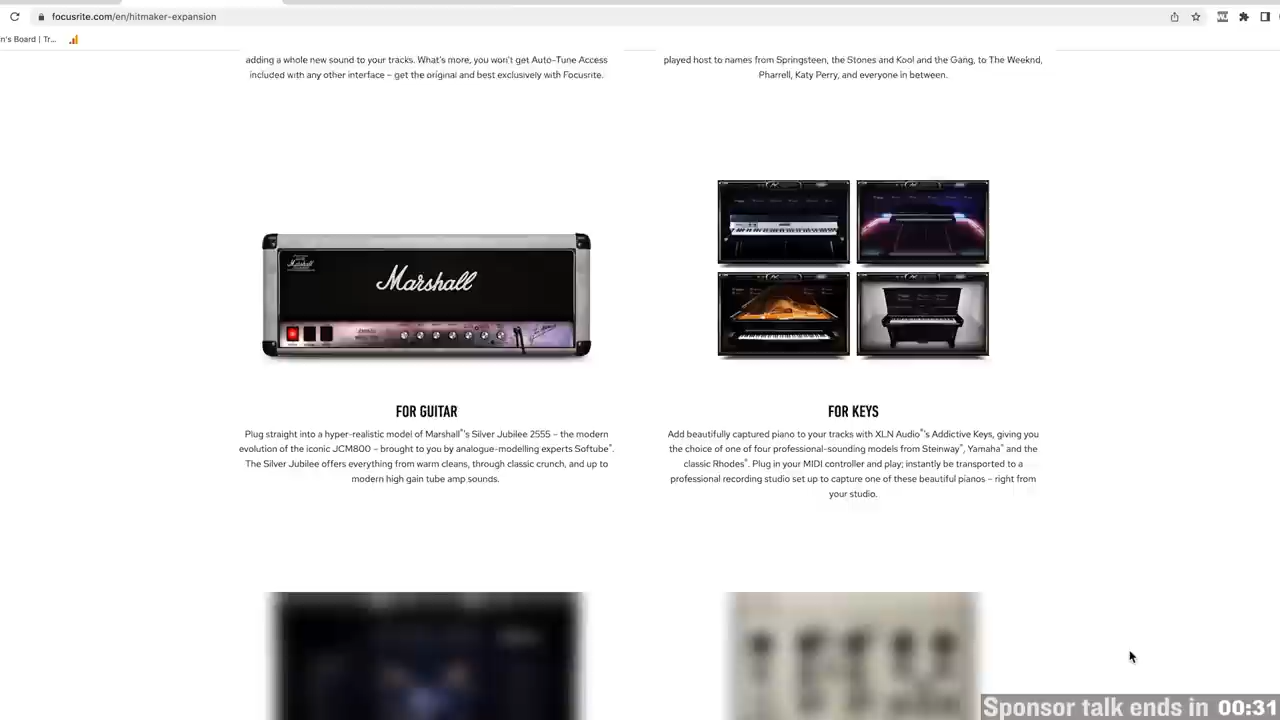 focusrite.com/en/hitmaker-expansion
n's Board | Tr...
adding a whole new sound to your tracks. What's more, you won't get Auto-Tune Access
included with any other interface – get the original and best exclusively with Focusrite.
played host to names from Springsteen, the Stones and Kool and the Gang, to The Weeknd,
Pharrell, Katy Perry, and everyone in between.
Marshall
Marshall
FOR GUITAR
Plug straight into a hyper-realistic model of Marshall®'s Silver Jubilee 2555 – the modern
evolution of the iconic JCM800 – brought to you by analogue-modelling experts Softube®.
The Silver Jubilee offers everything from warm cleans, through classic crunch, and up to
modern high gain tube amp sounds.
FOR KEYS
Add beautifully captured piano to your tracks with XLN Audio®'s Addictive Keys, giving you
the choice of one of four professional-sounding models from Steinway®, Yamaha® and the
classic Rhodes®. Plug in your MIDI controller and play; instantly be transported to a
professional recording studio set up to capture one of these beautiful pianos – right from
your studio.
Sponsor talk ends in 00:31